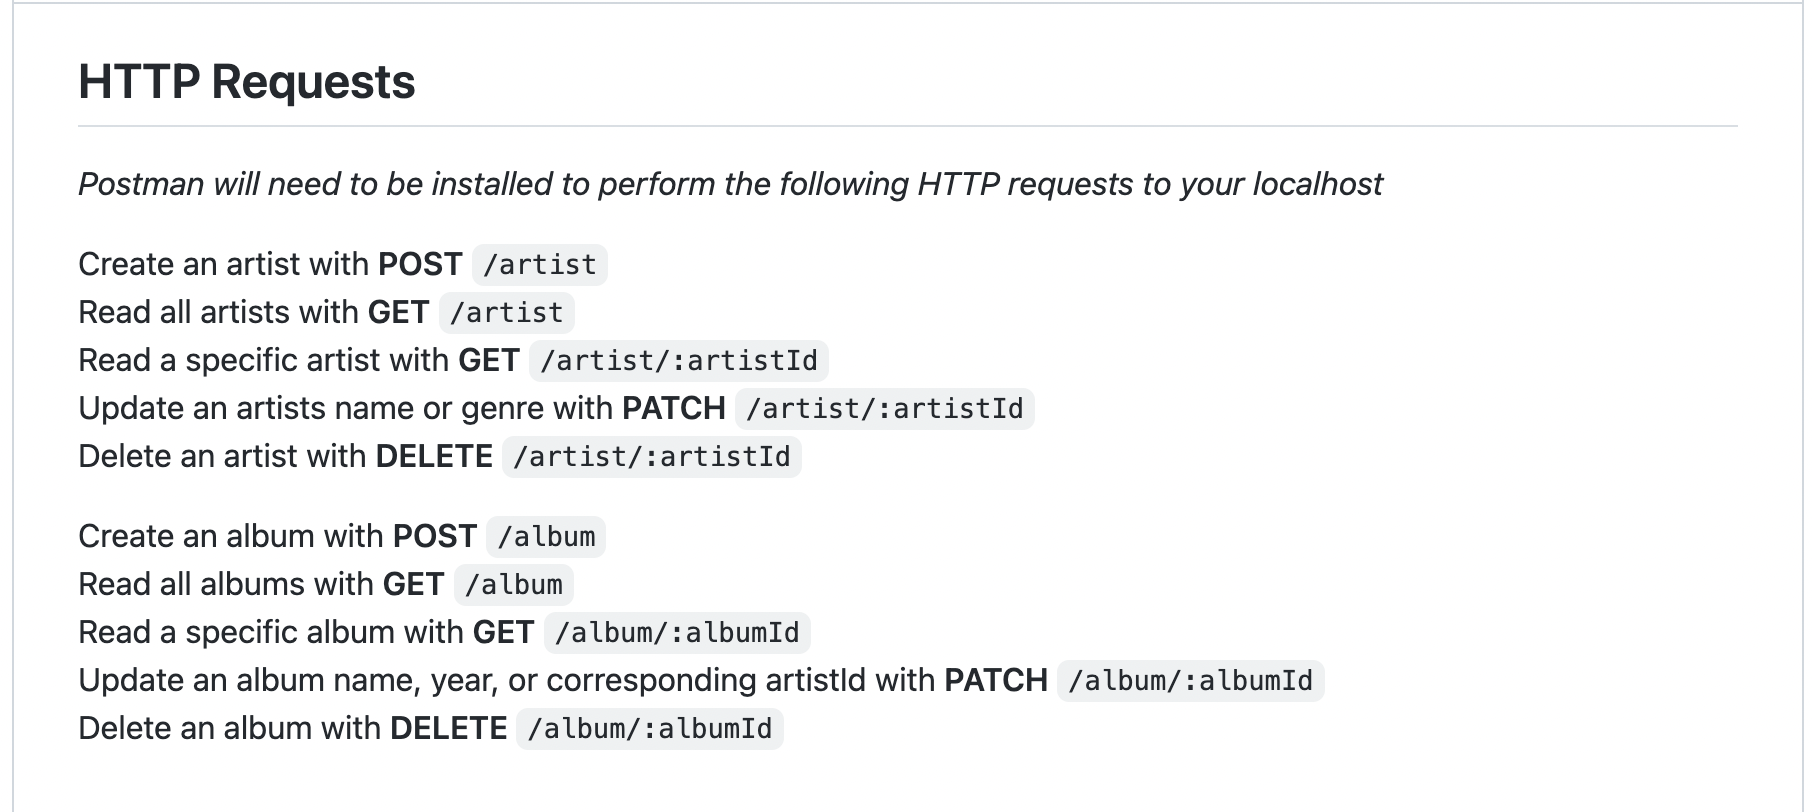 HTTP Requests
Postman will need to be installed to perform the following HTTP requests to your localhost
Create an artist with POST /artist
Read all artists with GET /artist
Read a specific artist with GET /artist/:artistId
Update an artists name or genre with PATCH /artist/:artistId
Delete an artist with DELETE /artist/:artistId
Create an album with POST /album
Read all albums with GET /album
Read a specific album with GET /album/:albumId
Update an album name, year, or corresponding artistId with PATCH /album/:albumId
Delete an album with DELETE /album/:albumId